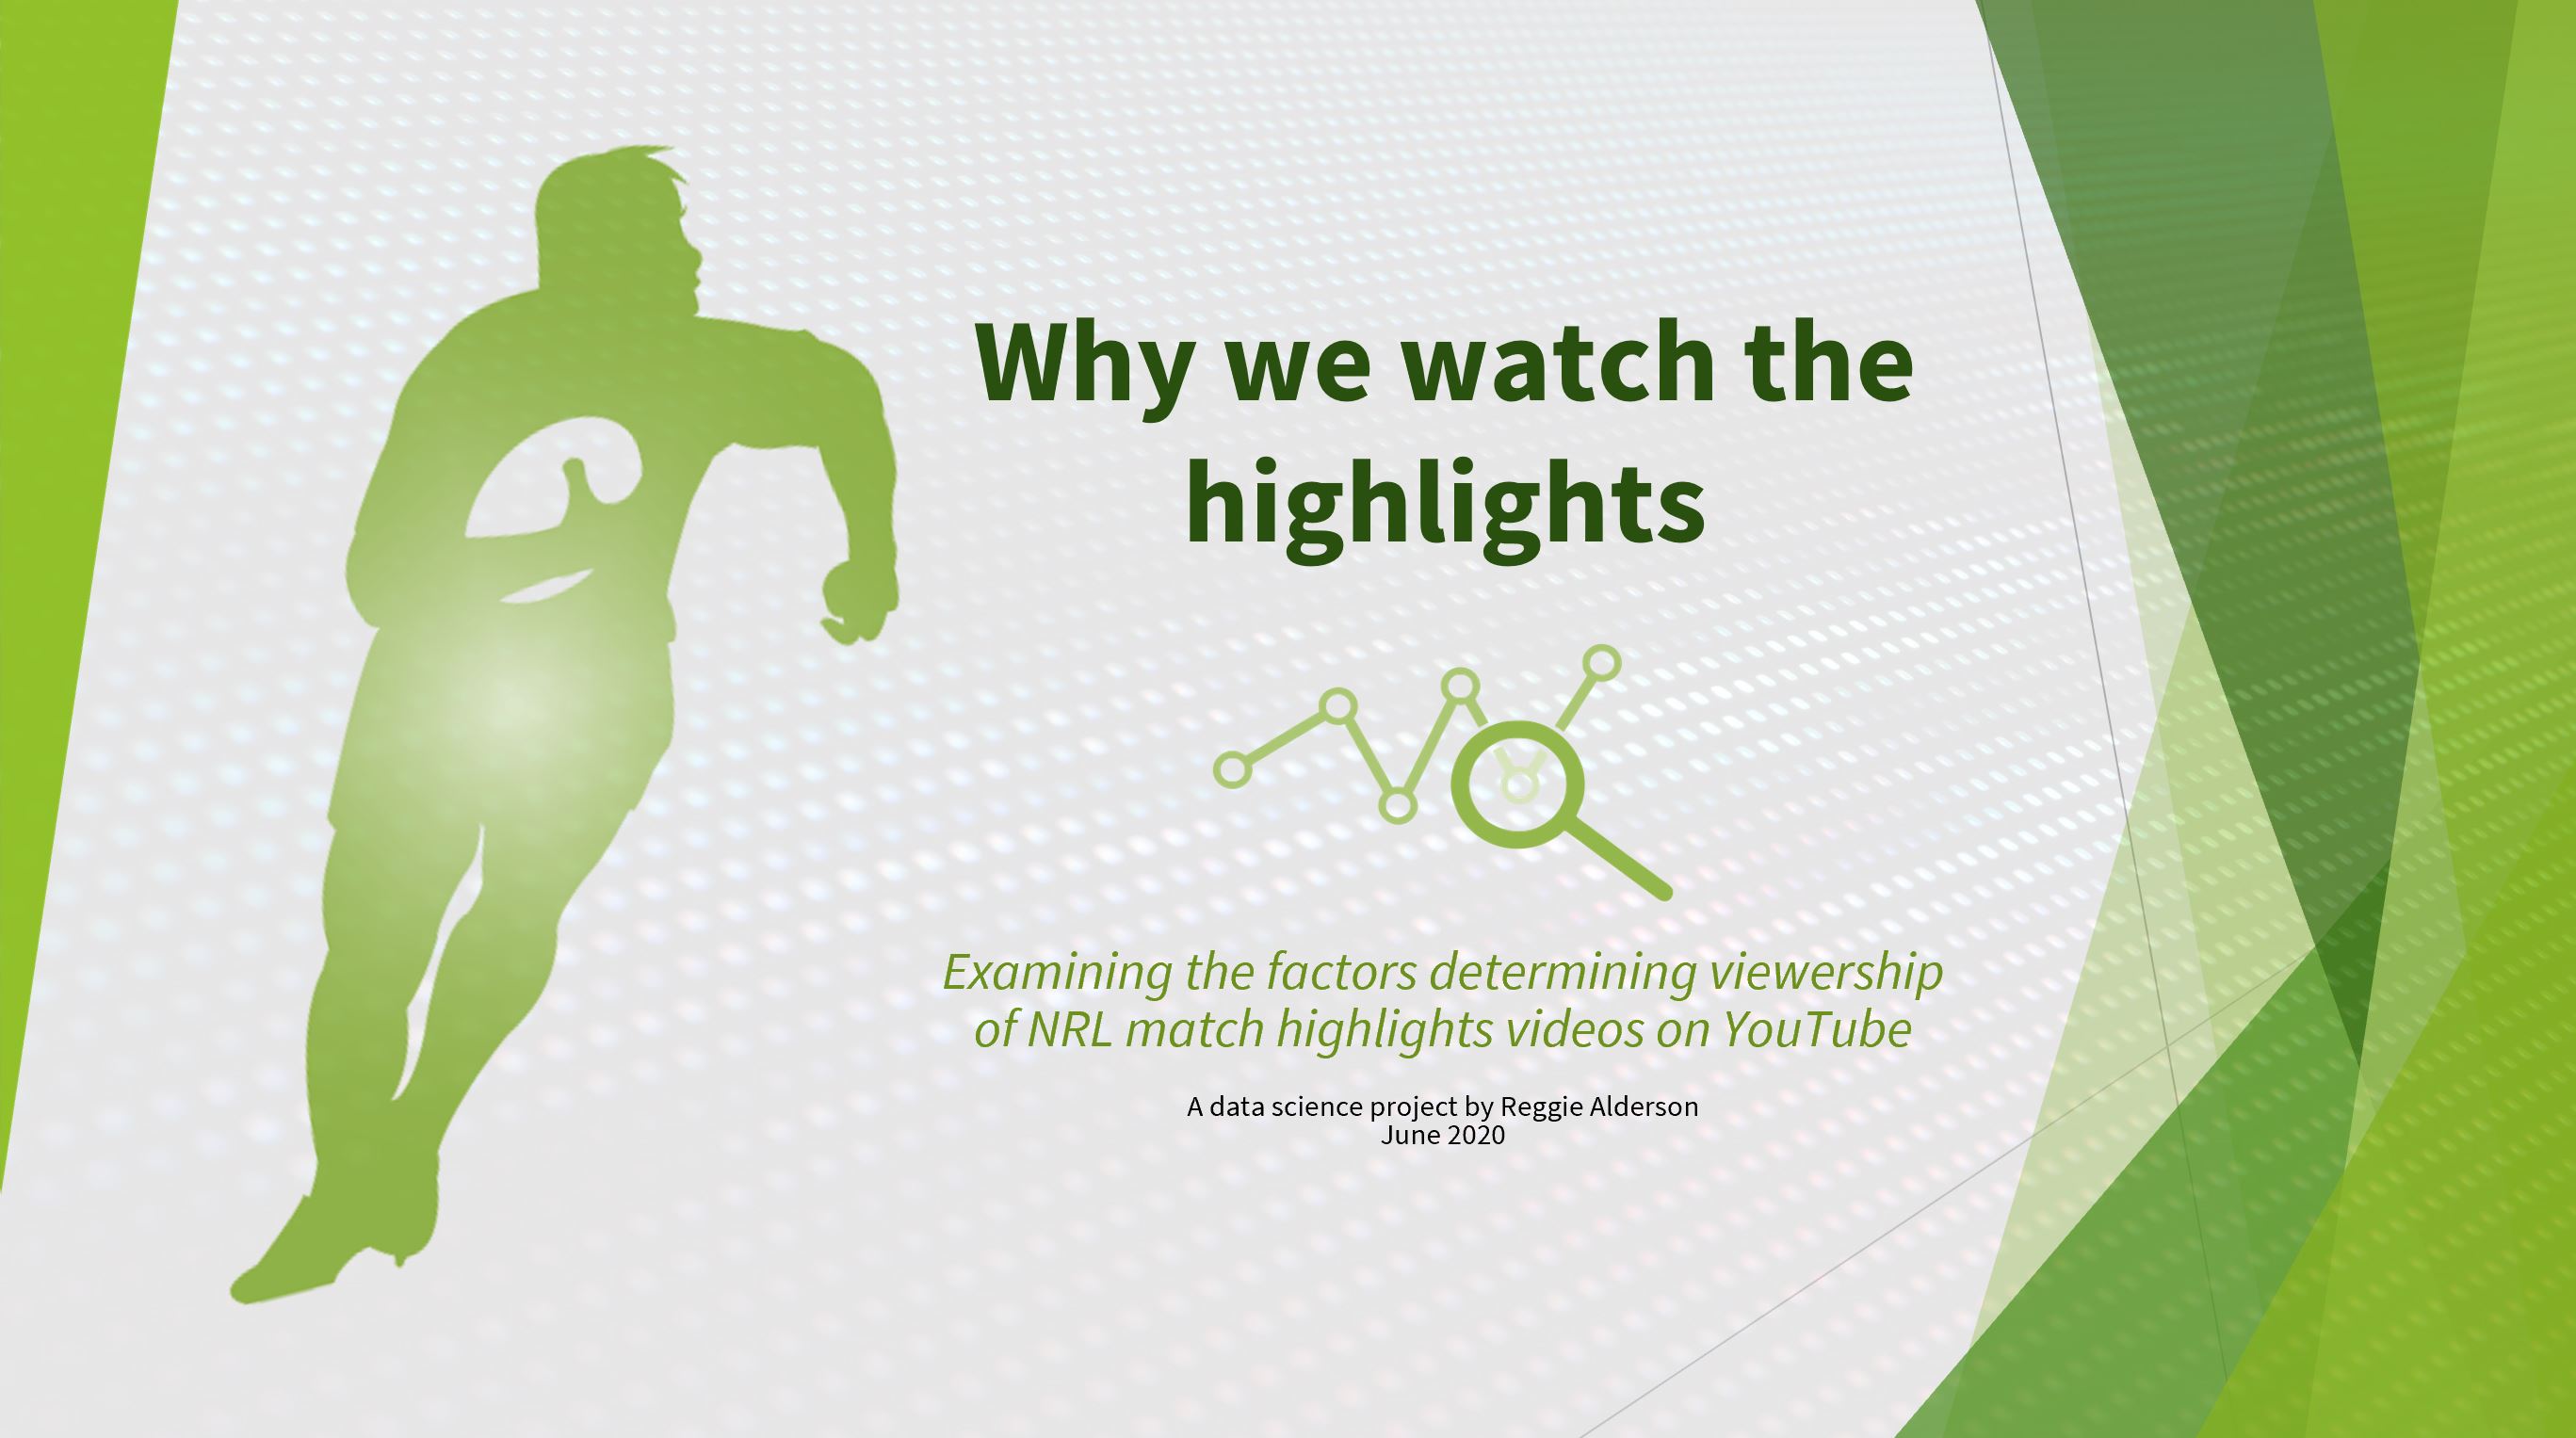 Why we watch the
highlights
Examining the factors determining viewership
of NRL match highlights videos on YouTube
A data science project by Reggie Alderson
June 2020